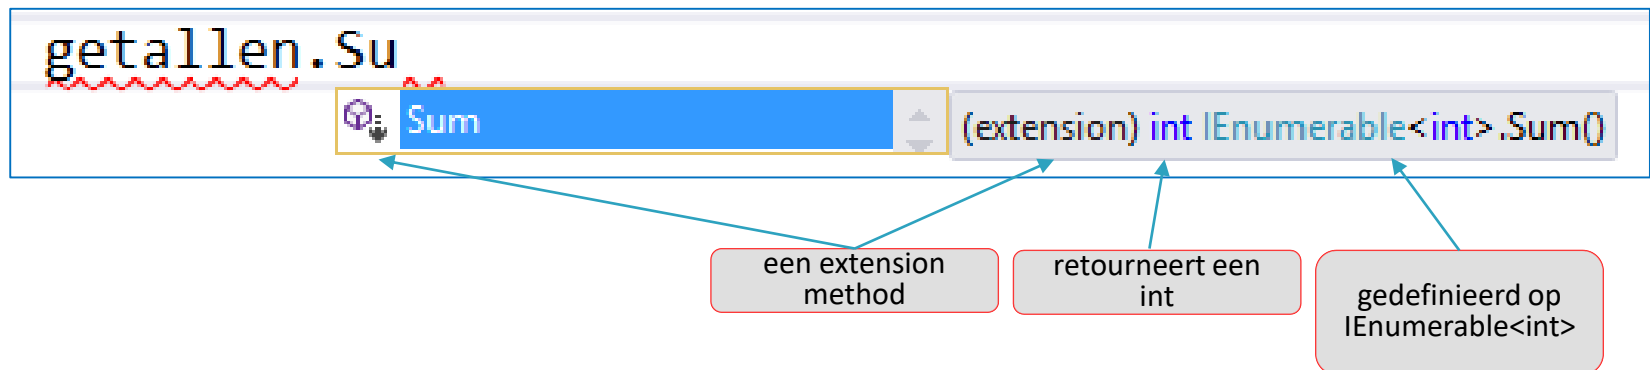 getallen.Su
Sum
(extension) int IEnumerable<int>.Sum()
een extension
method
retourneert een
int
gedefinieerd op
IEnumerable<int>